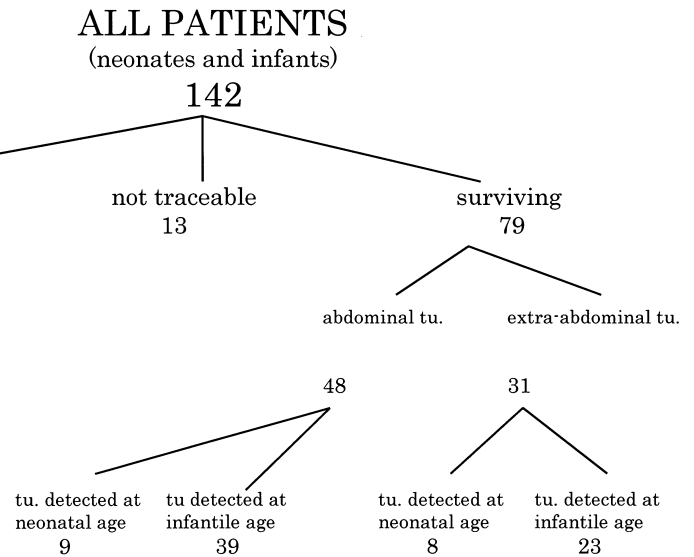 ALL PATIENTS
(neonates and infants)
142
not traceable
13
surviving
79
abdominal tu.
extra-abdominal tu.
48
31
tu. detected at
neonatal age
9
tu detected at
infantile age
39
tu. detected at
neonatal age
8
tu. detected at
infantile age
23